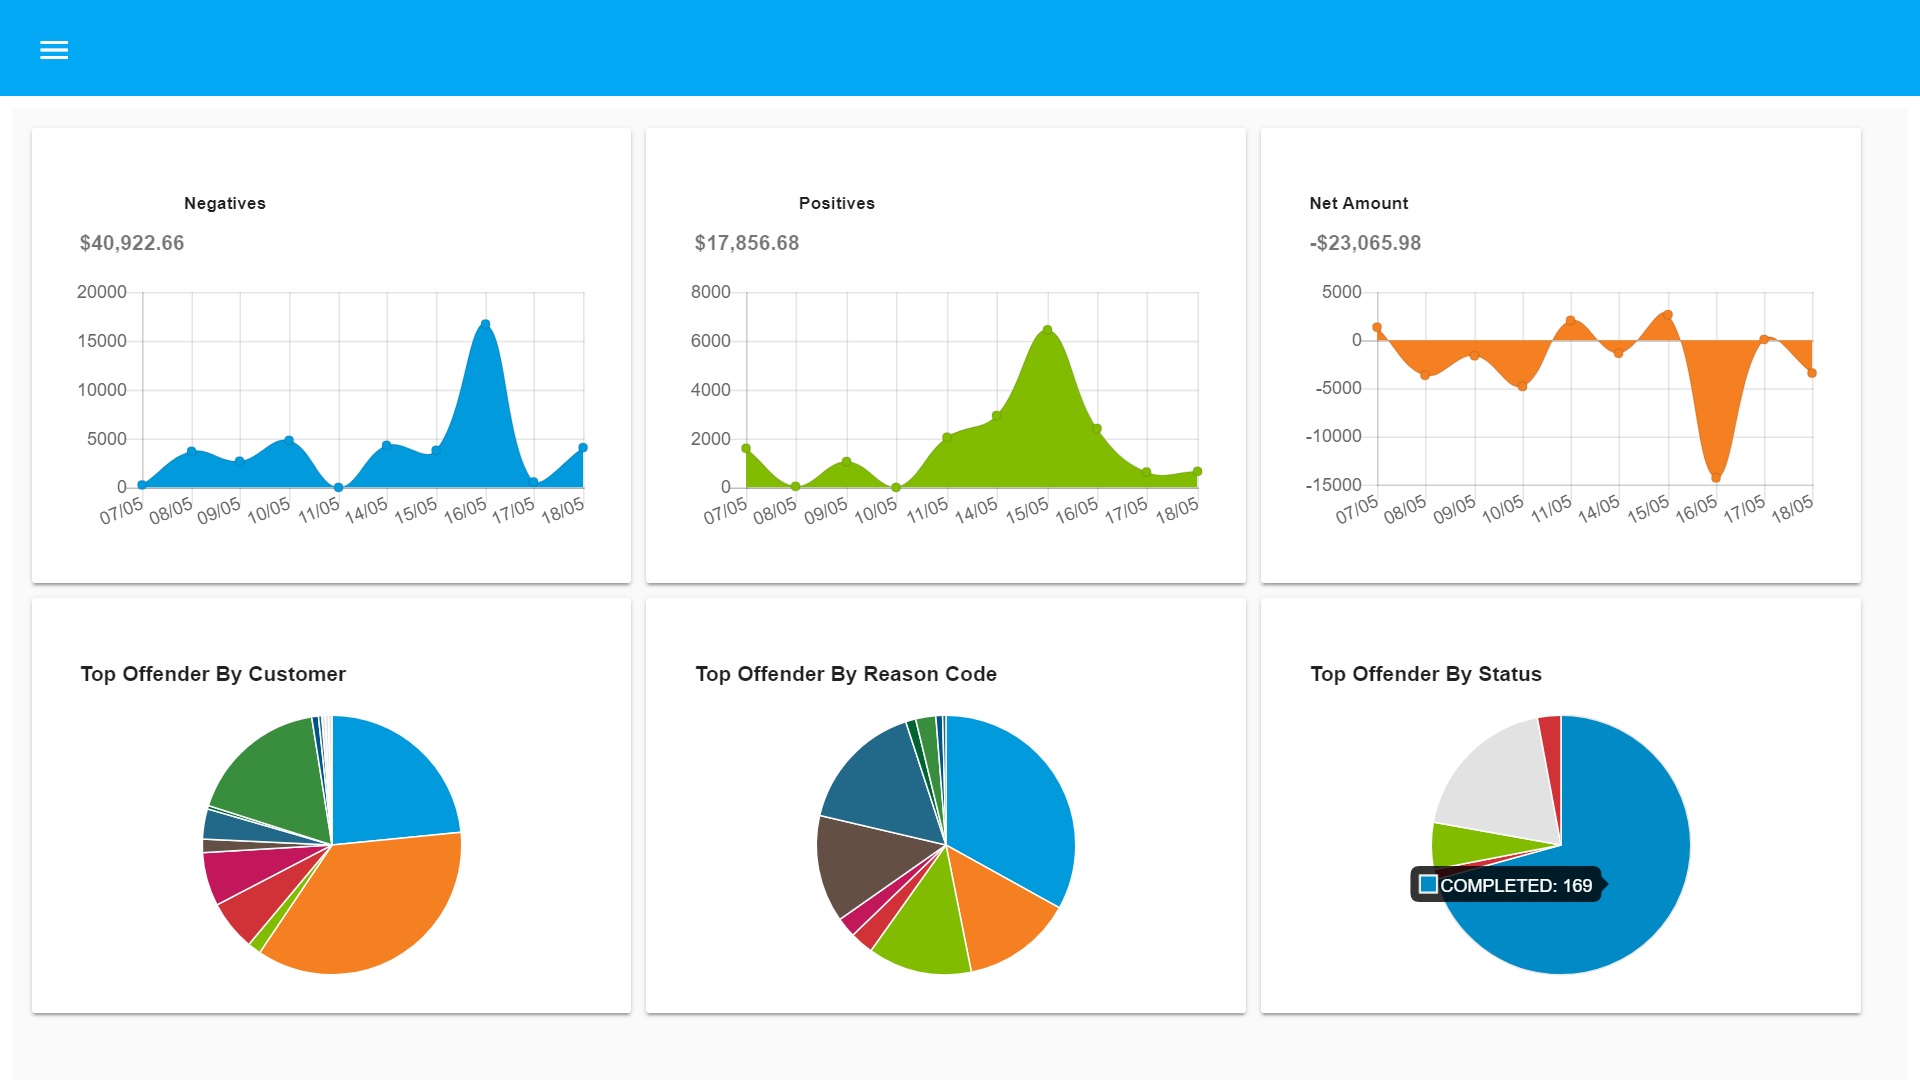 Negatives
$40,922.66
20000
15000
10000
5000
0
07/05 08/05 09/05 10/05 11/05 14/05 15/05 16/05 17/05 18/05
Positives
$17,856.68
8000
6000
4000
2000
0
07/05 08/05 09/05 10/05 11/05 14/05 15/05 16/05 17/05 18/05
Net Amount
-$23,065.98
5000
0
-5000
-10000
-15000
07/05 08/05 09/05 10/05 11/05 14/05 15/05 16/05 17/05 18/05
Top Offender By Customer
Top Offender By Reason Code
Top Offender By Status
COMPLETED: 169